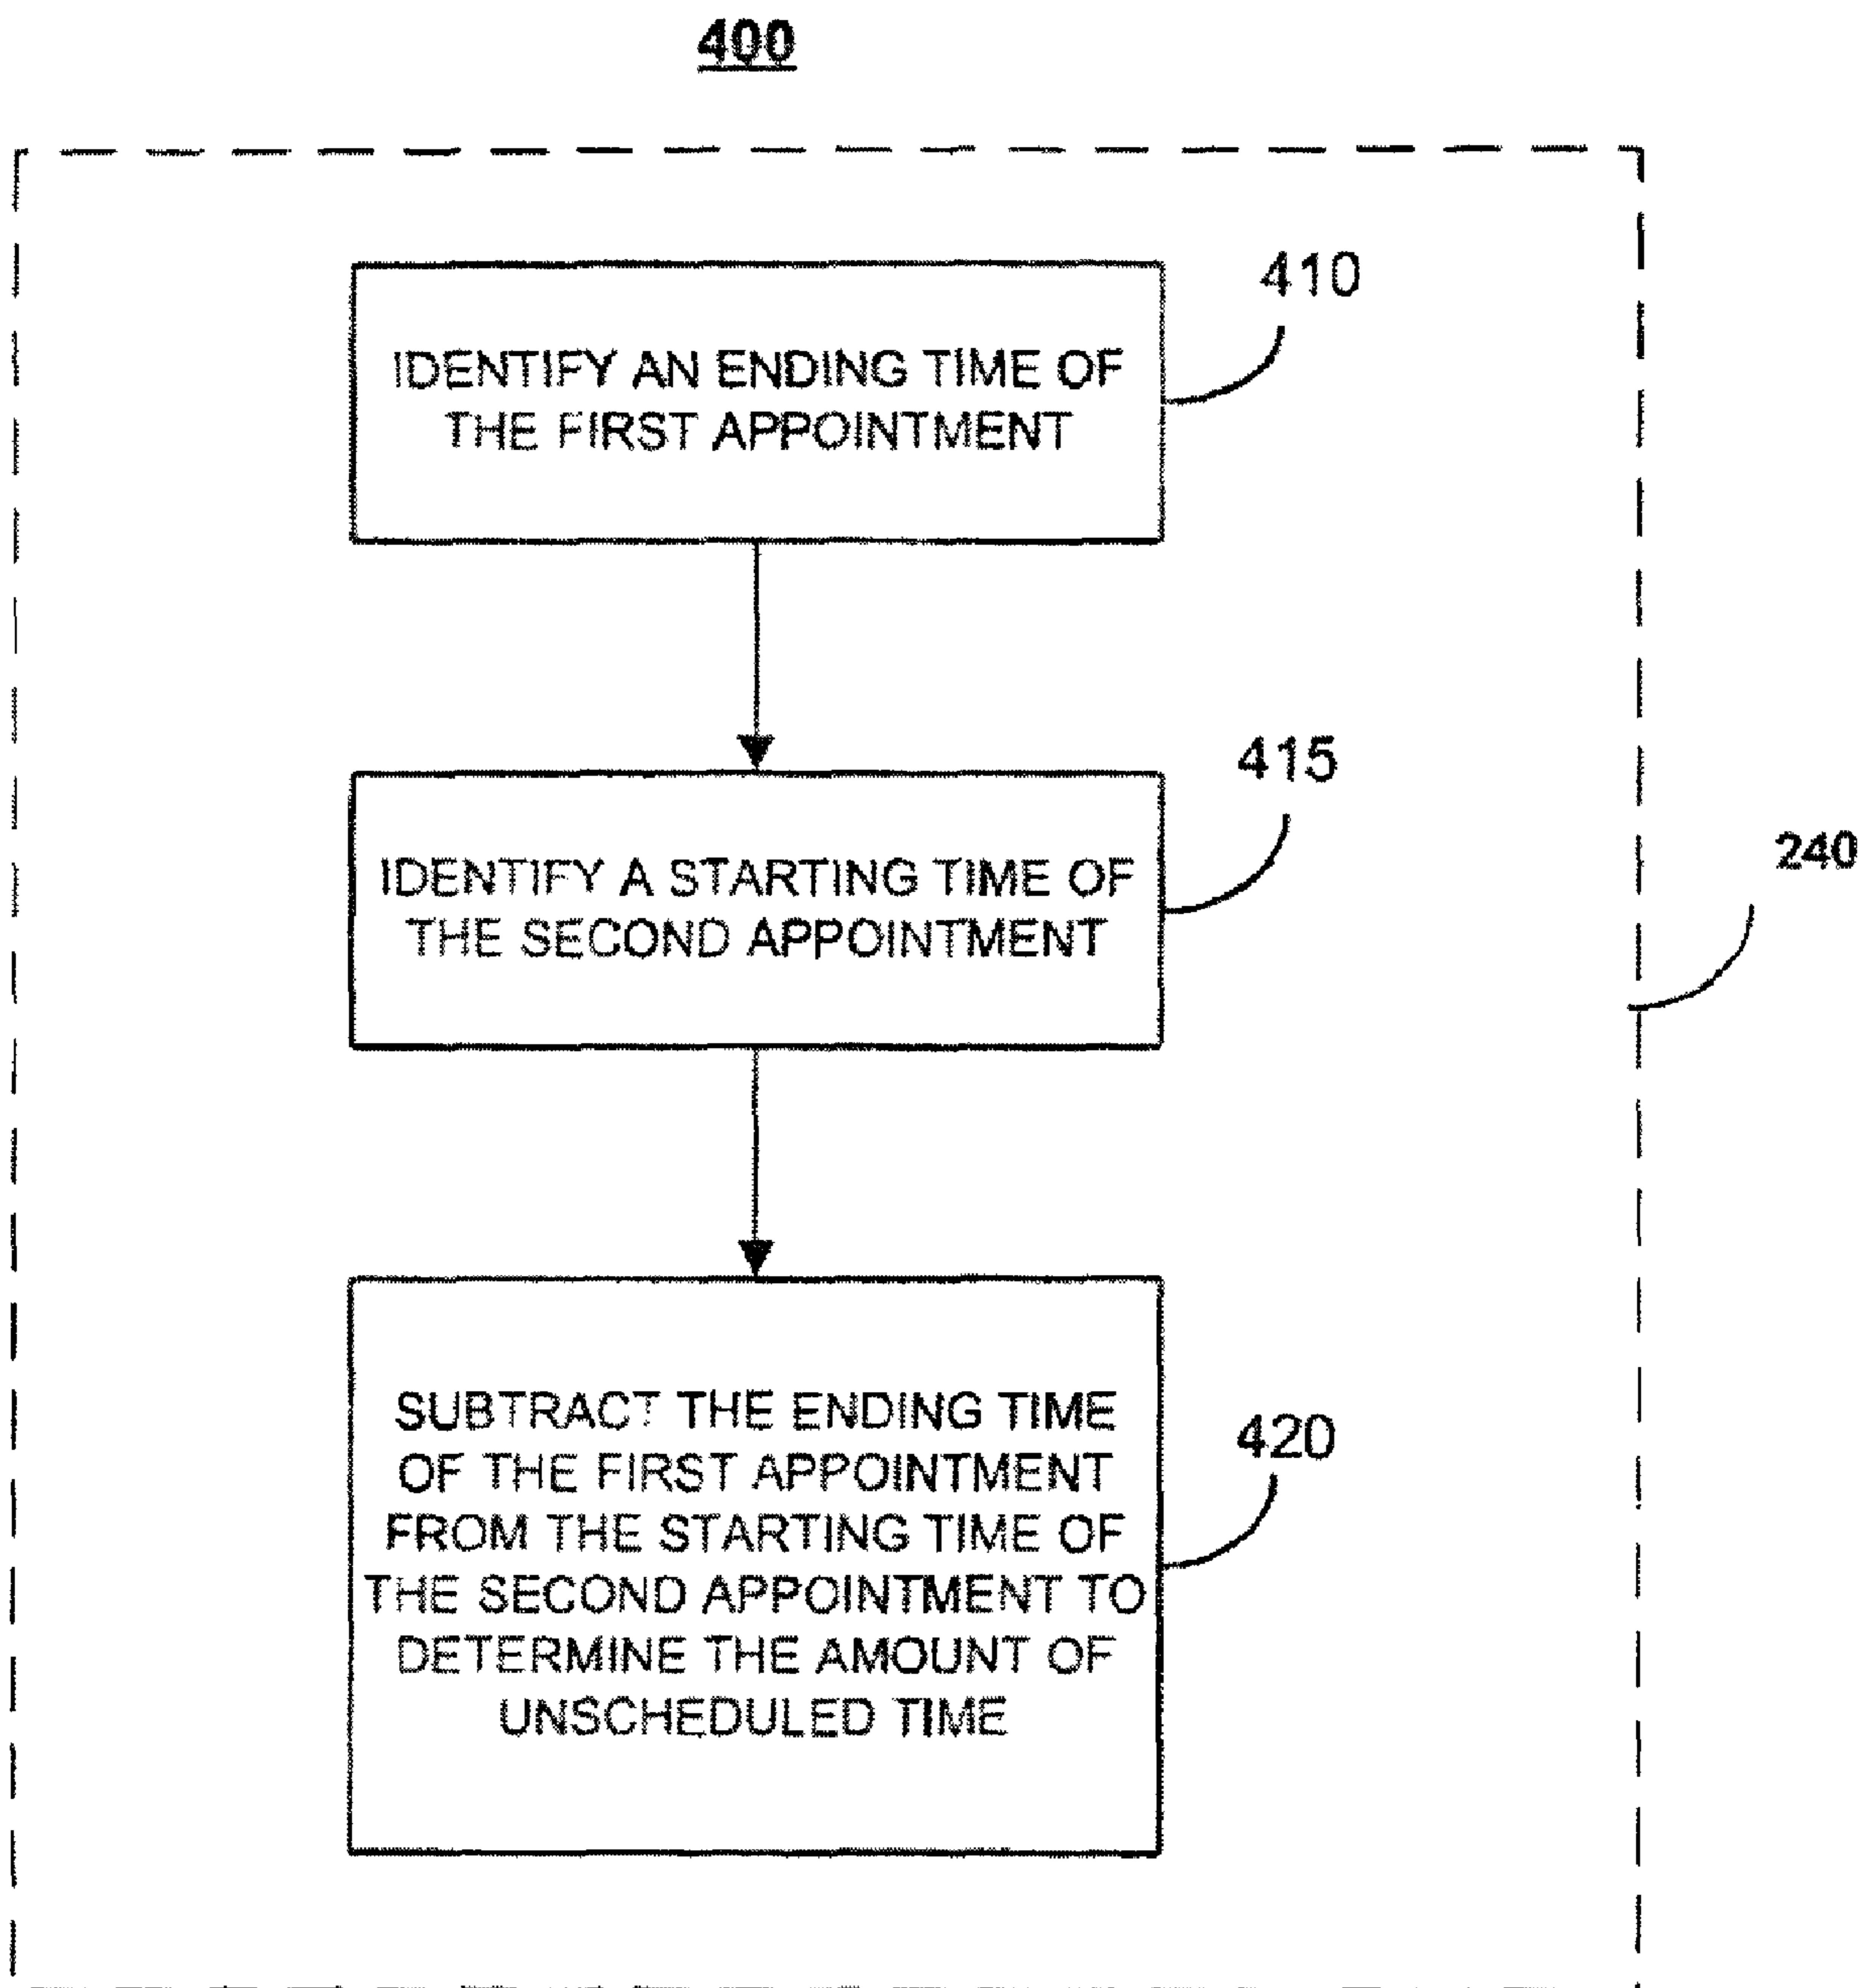 400
410
IDENTIFY AN ENDING TIME OF
THE FIRST APPOINTMENT
415
IDENTIFY A STARTING TIME OF
THE SECOND APPOINTMENT
240
420
SUBTRACT THE ENDING TIME
OF THE FIRST APPOINTMENT
FROM THE STARTING TIME OF
THE SECOND APPOINTMENT TO
DETERMINE THE AMOUNT OF
UNSCHEDULED TIME